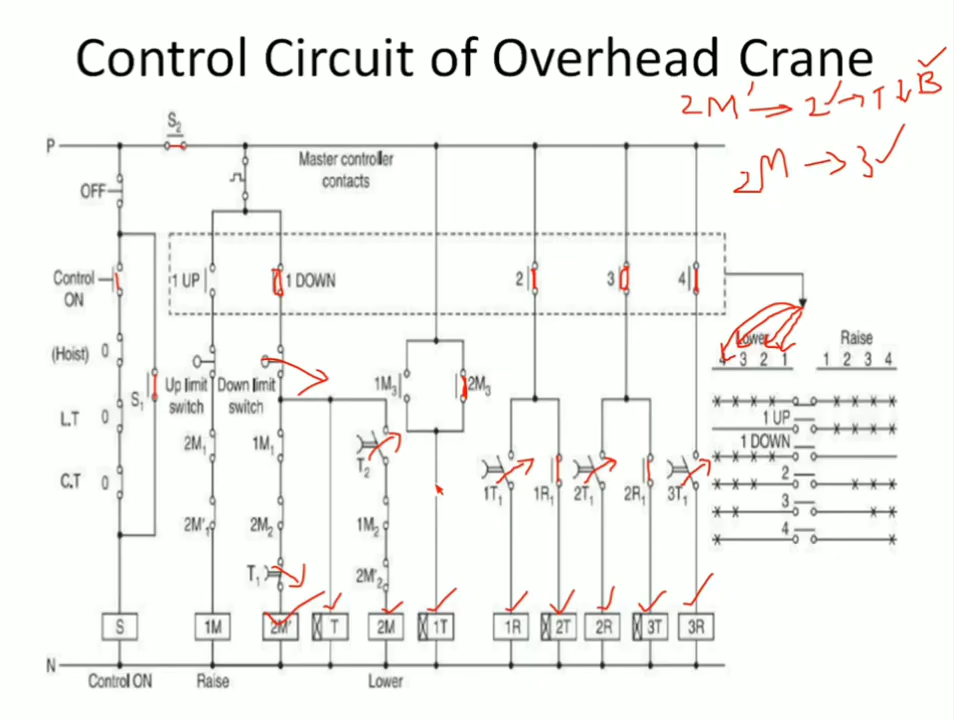 Control Circuit of Overhead Crane
2M' → 2' → T ↓ B
2M → 3
S2
P
Master controller
contacts
OFF
Control
ON
1 UP
1 DOWN
2
3
4
(Hoist) 0
Lower
Raise
4 3 2 1
1 2 3 4
S1
Up limit
switch
Down limit
switch
1M3
2M3
1 UP
1 DOWN
L.T 0
2M1
1M1
T2
2
C.T 0
1T1
1R1
2T1
2R1
3T1
3
2M'1
2M2
1M2
4
T1
2M'2
S
1M
2M'
T
2M
1T
1R
2T
2R
3T
3R
N
Control ON
Raise
Lower